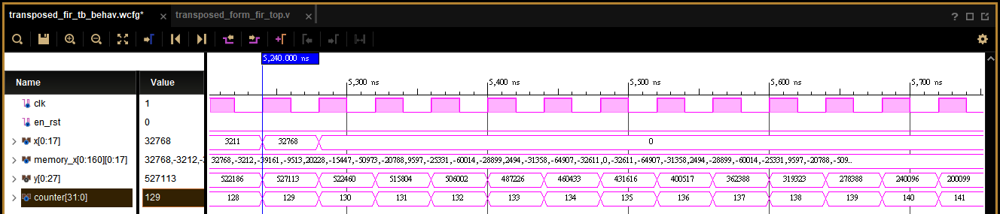 transposed_fir_tb_behav.wcfg* × transposed_form_fir_top.v ×
5,240.000 ns
Name Value
5,300 ns 5,400 ns 5,500 ns 5,600 ns 5,700 ns
clk 1
en_rst 0
x[0:17] 32768 3211 32768 0
memory_x[0:160][0:17] 32768,-3212,-: 32768,-3212,-39161,-9513,20228,-15447,-50973,-20788,9597,-25331,-60014,-28899,2494,-31358,-64907,-32611,0,-32611,-64907,-31358,2494,-28899,-60014,-25331,9597,-20788,-509...
y[0:27] 527113 522186 527113 522460 515804 506002 487226 460433 431616 400517 362388 319323 278388 240096 200099
counter[31:0] 129 128 129 130 131 132 133 134 135 136 137 138 139 140 141